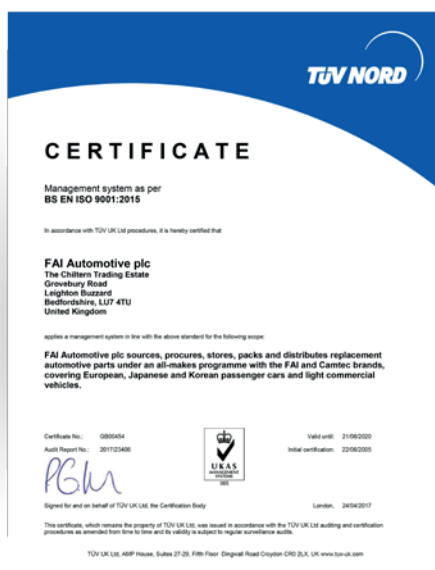 TÜV NORD
CERTIFICATE
Management system as per
BS EN ISO 9001:2015
In accordance with TÜV UK Ltd procedures, it is hereby certified that
FAI Automotive plc
The Chiltern Trading Estate
Grovebury Road
Leighton Buzzard
Bedfordshire, LU7 4TU
United Kingdom
applies a management system in line with the above standard for the following scope:
FAI Automotive plc sources, procures, stores, packs and distributes replacement
automotive parts under an all-makes programme with the FAI and Camtec brands,
covering European, Japanese and Korean passenger cars and light commercial
vehicles.
Certificate No.: GB00454 Valid until: 21/06/2020
Audit Report No.: 2017/23400 Initial certification: 22/06/2005
UKAS
MANAGEMENT
SYSTEMS
Signed for and on behalf of TÜV UK Ltd, the Certification Body London, 24/04/2017
This certificate, which remains the property of TÜV UK Ltd, was issued in accordance with the TÜV UK Ltd auditing and certification
procedures as amended from time to time and its validity is subject to regular surveillance audits.
TÜV UK Ltd, AMP House, Suites 27-29, Fifth Floor Dingwall Road Croydon CR0 2LX, UK www.tuv-uk.com